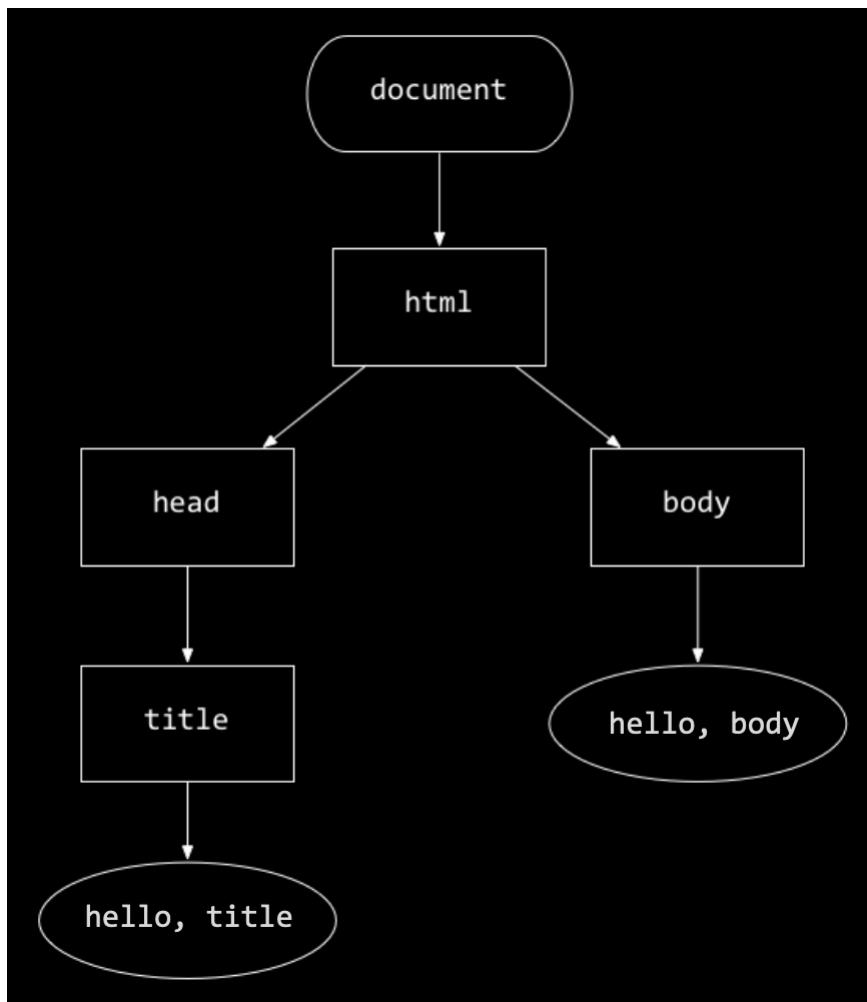 document
html
head
body
title
hello, body
hello, title